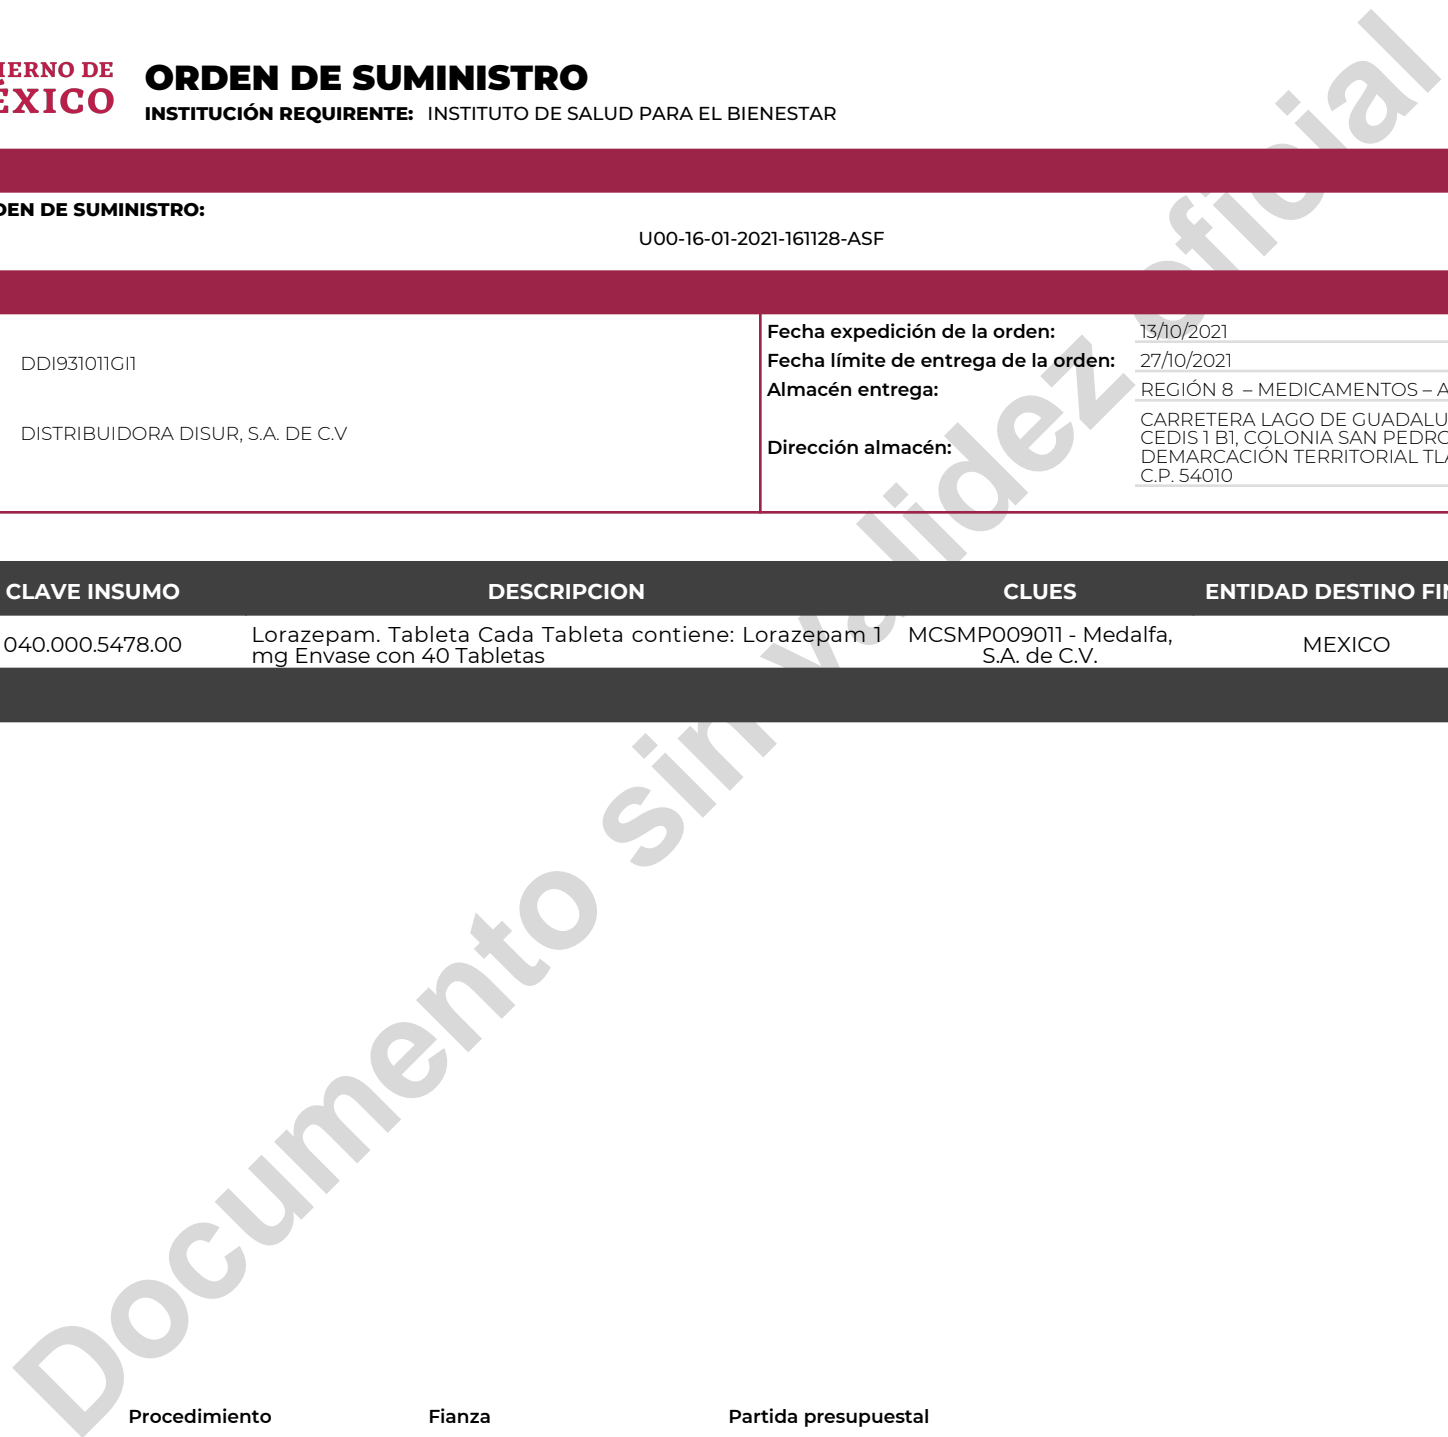 IERNO DE
ÉXICO
ORDEN DE SUMINISTRO
INSTITUCIÓN REQUIRENTE: INSTITUTO DE SALUD PARA EL BIENESTAR
DEN DE SUMINISTRO:
U00-16-01-2021-161128-ASF
DDI931011GI1
DISTRIBUIDORA DISUR, S.A. DE C.V
Fecha expedición de la orden: 13/10/2021
Fecha límite de entrega de la orden: 27/10/2021
Almacén entrega: REGIÓN 8 – MEDICAMENTOS – A
Dirección almacén:
CARRETERA LAGO DE GUADALU
CEDIS 1 B1, COLONIA SAN PEDRO
DEMARCACIÓN TERRITORIAL TLA
C.P. 54010
CLAVE INSUMO DESCRIPCION CLUES ENTIDAD DESTINO FIN
040.000.5478.00
Lorazepam. Tableta Cada Tableta contiene: Lorazepam 1
mg Envase con 40 Tabletas
MCSMP009011 - Medalfa,
S.A. de C.V.
MEXICO
Documento sin validez oficial
Procedimiento Fianza Partida presupuestal